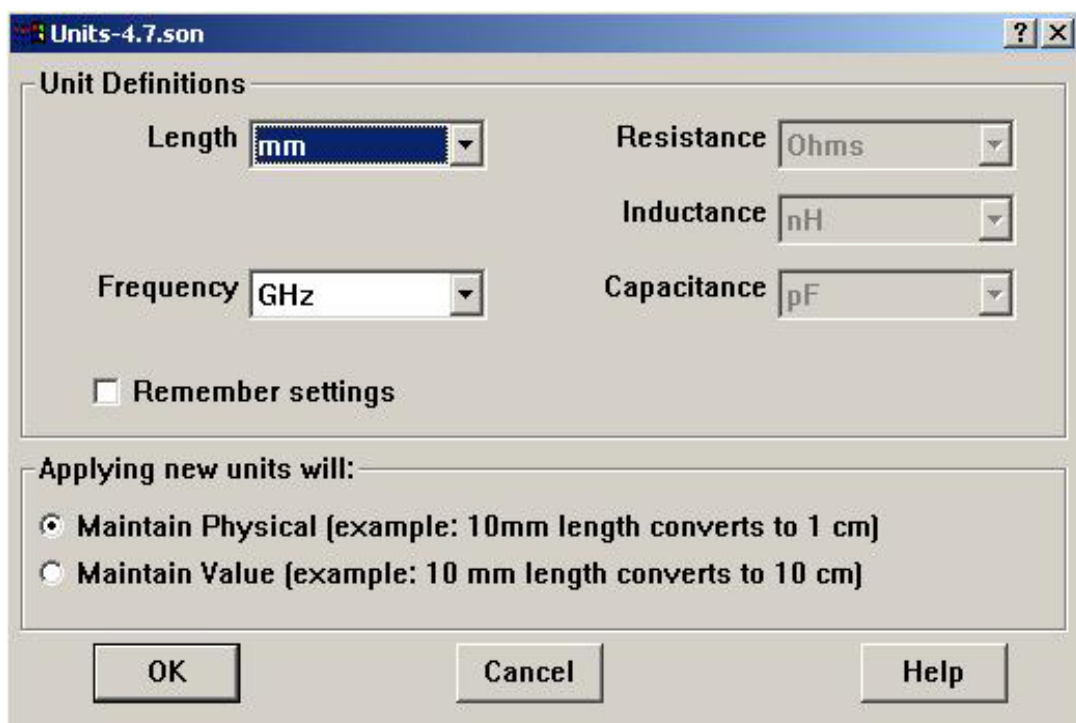 Units-4.7.son
Unit Definitions
Length mm
Resistance Ohms
Inductance nH
Frequency GHz
Capacitance pF
Remember settings
Applying new units will:
Maintain Physical (example: 10mm length converts to 1 cm)
Maintain Value (example: 10 mm length converts to 10 cm)
OK Cancel Help